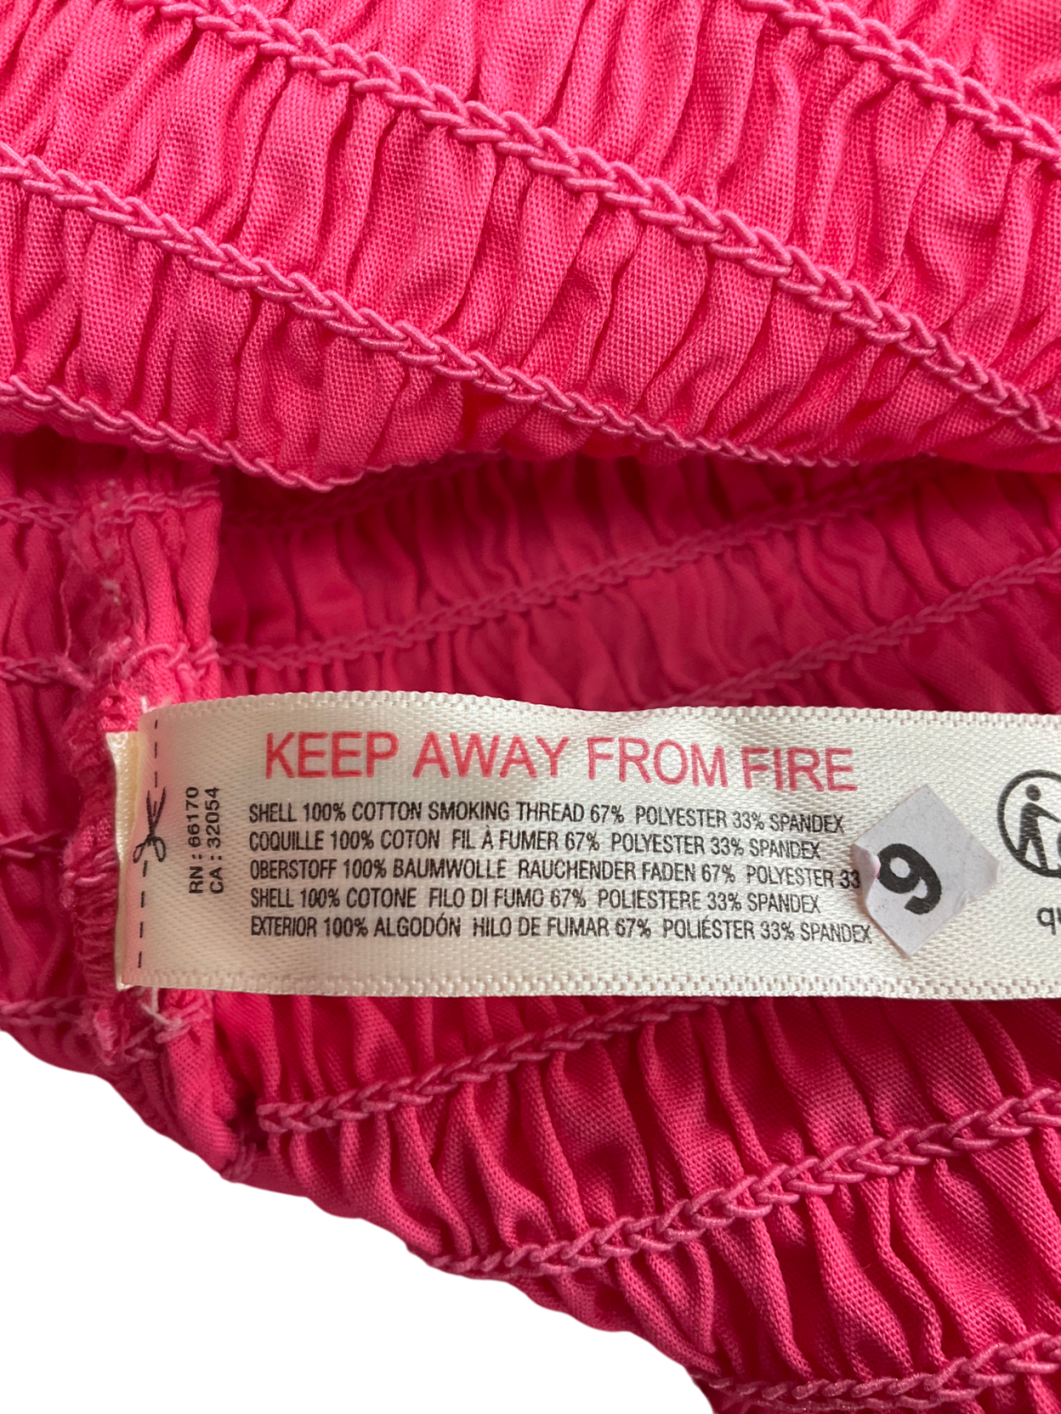 KEEP AWAY FROM FIRE
RN : 66170
CA : 32054
SHELL 100% COTTON SMOKING THREAD 67% POLYESTER 33% SPANDEX
COQUILLE 100% COTON FIL À FUMER 67% POLYESTER 33% SPANDEX
OBERSTOFF 100% BAUMWOLLE RAUCHENDER FADEN 67% POLYESTER 33
SHELL 100% COTONE FILO DI FUMO 67% POLIESTERE 33% SPANDEX
EXTERIOR 100% ALGODÓN HILO DE FUMAR 67% POLIÉSTER 33% SPANDEX
9